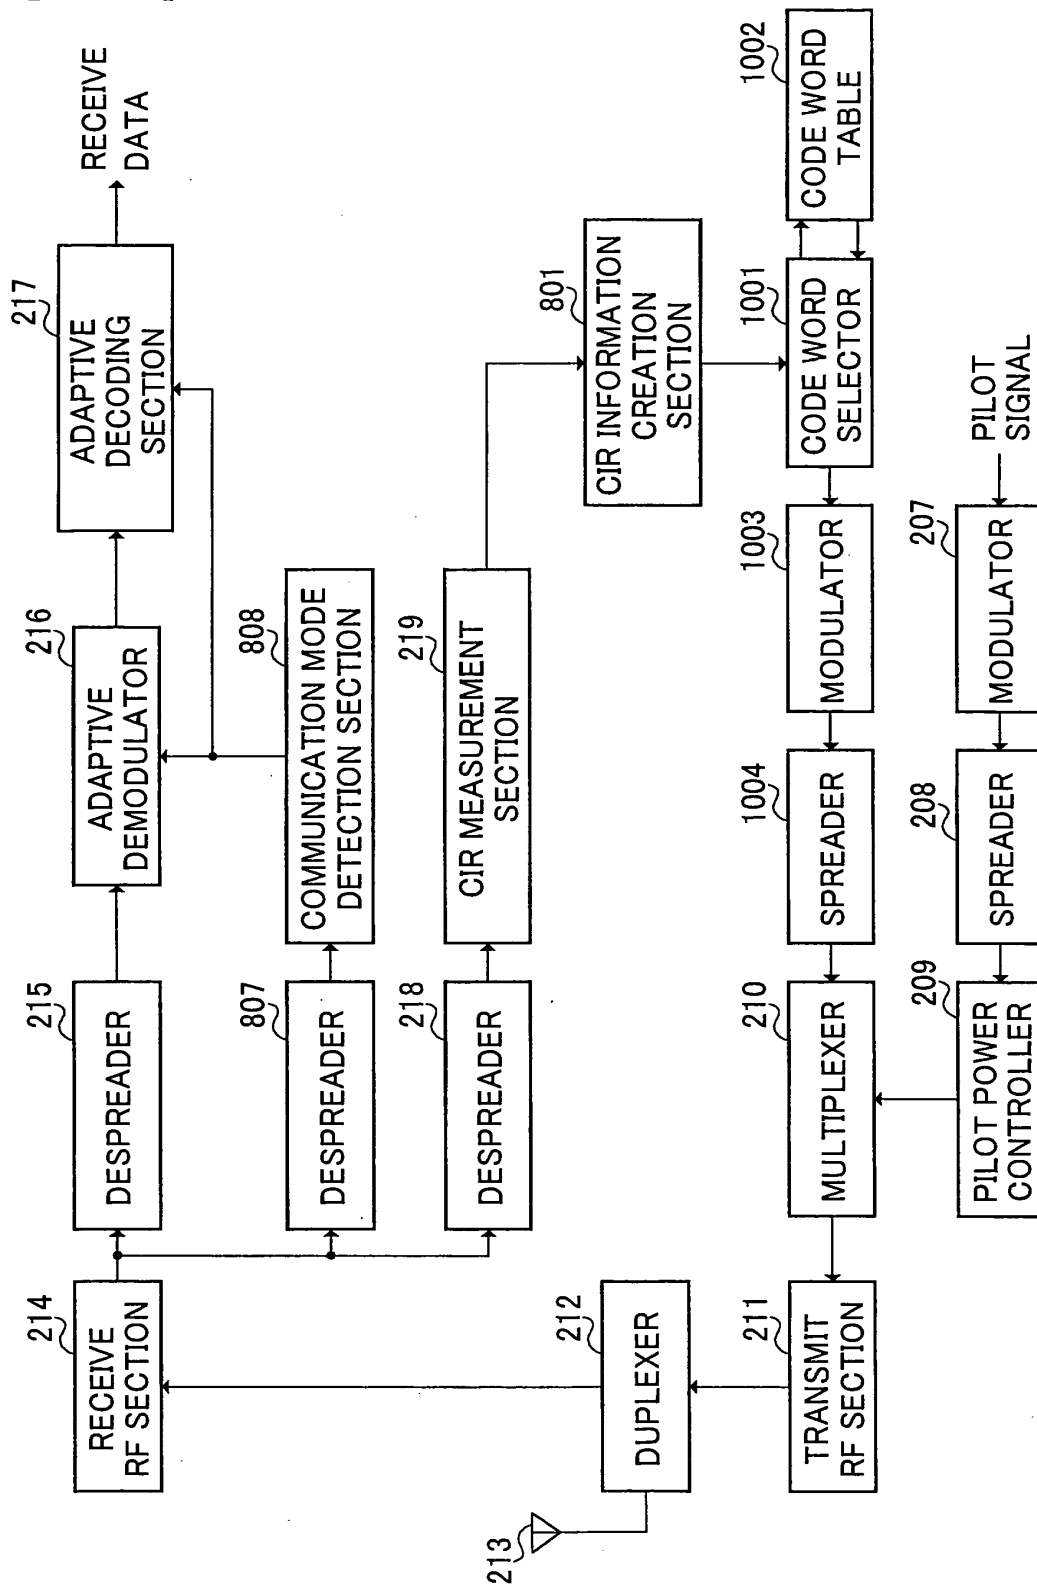 217
ADAPTIVE
DECODING
SECTION
RECEIVE
DATA
216
ADAPTIVE
DEMODULATOR
215
DESPREADER
214
RECEIVE
RF SECTION
808
COMMUNICATION MODE
DETECTION SECTION
807
DESPREADER
219
CIR MEASUREMENT
SECTION
218
DESPREADER
801
CIR INFORMATION
CREATION
SECTION
213
212
DUPLEXER
211
TRANSMIT
RF SECTION
210
MULTIPLEXER
1004
SPREADER
1003
MODULATOR
1001
CODE WORD
SELECTOR
1002
CODE WORD
TABLE
209
PILOT POWER
CONTROLLER
208
SPREADER
207
MODULATOR
PILOT
SIGNAL